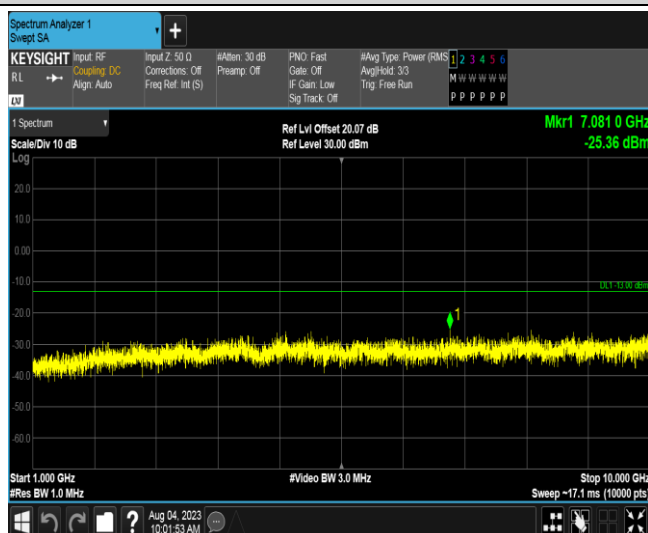 Spectrum Analyzer 1
Swept SA
+
KEYSIGHT Input: RF Input Z: 50 Ω #Atten: 30 dB PNO: Fast #Avg Type: Power (RMS 1 2 3 4 5 6
RL Coupling: DC Corrections: Off Preamp: Off Gate: Off Avg|Hold: 3/3 M W W W W W
Align: Auto Freq Ref: Int (S) IF Gain: Low Trig: Free Run P P P P P P
LXI Sig Track: Off
1 Spectrum Ref Lvl Offset 20.07 dB Mkr1 7.081 0 GHz
Scale/Div 10 dB Ref Level 30.00 dBm -25.36 dBm
Log
20.0
10.0
0.00
DL1 -13.00 dBm
-10.0
-20.0
1
-30.0
-40.0
-50.0
-60.0
Start 1.000 GHz #Video BW 3.0 MHz Stop 10.000 GHz
#Res BW 1.0 MHz Sweep ~17.1 ms (10000 pts)
? Aug 04, 2023
10:01:53 AM